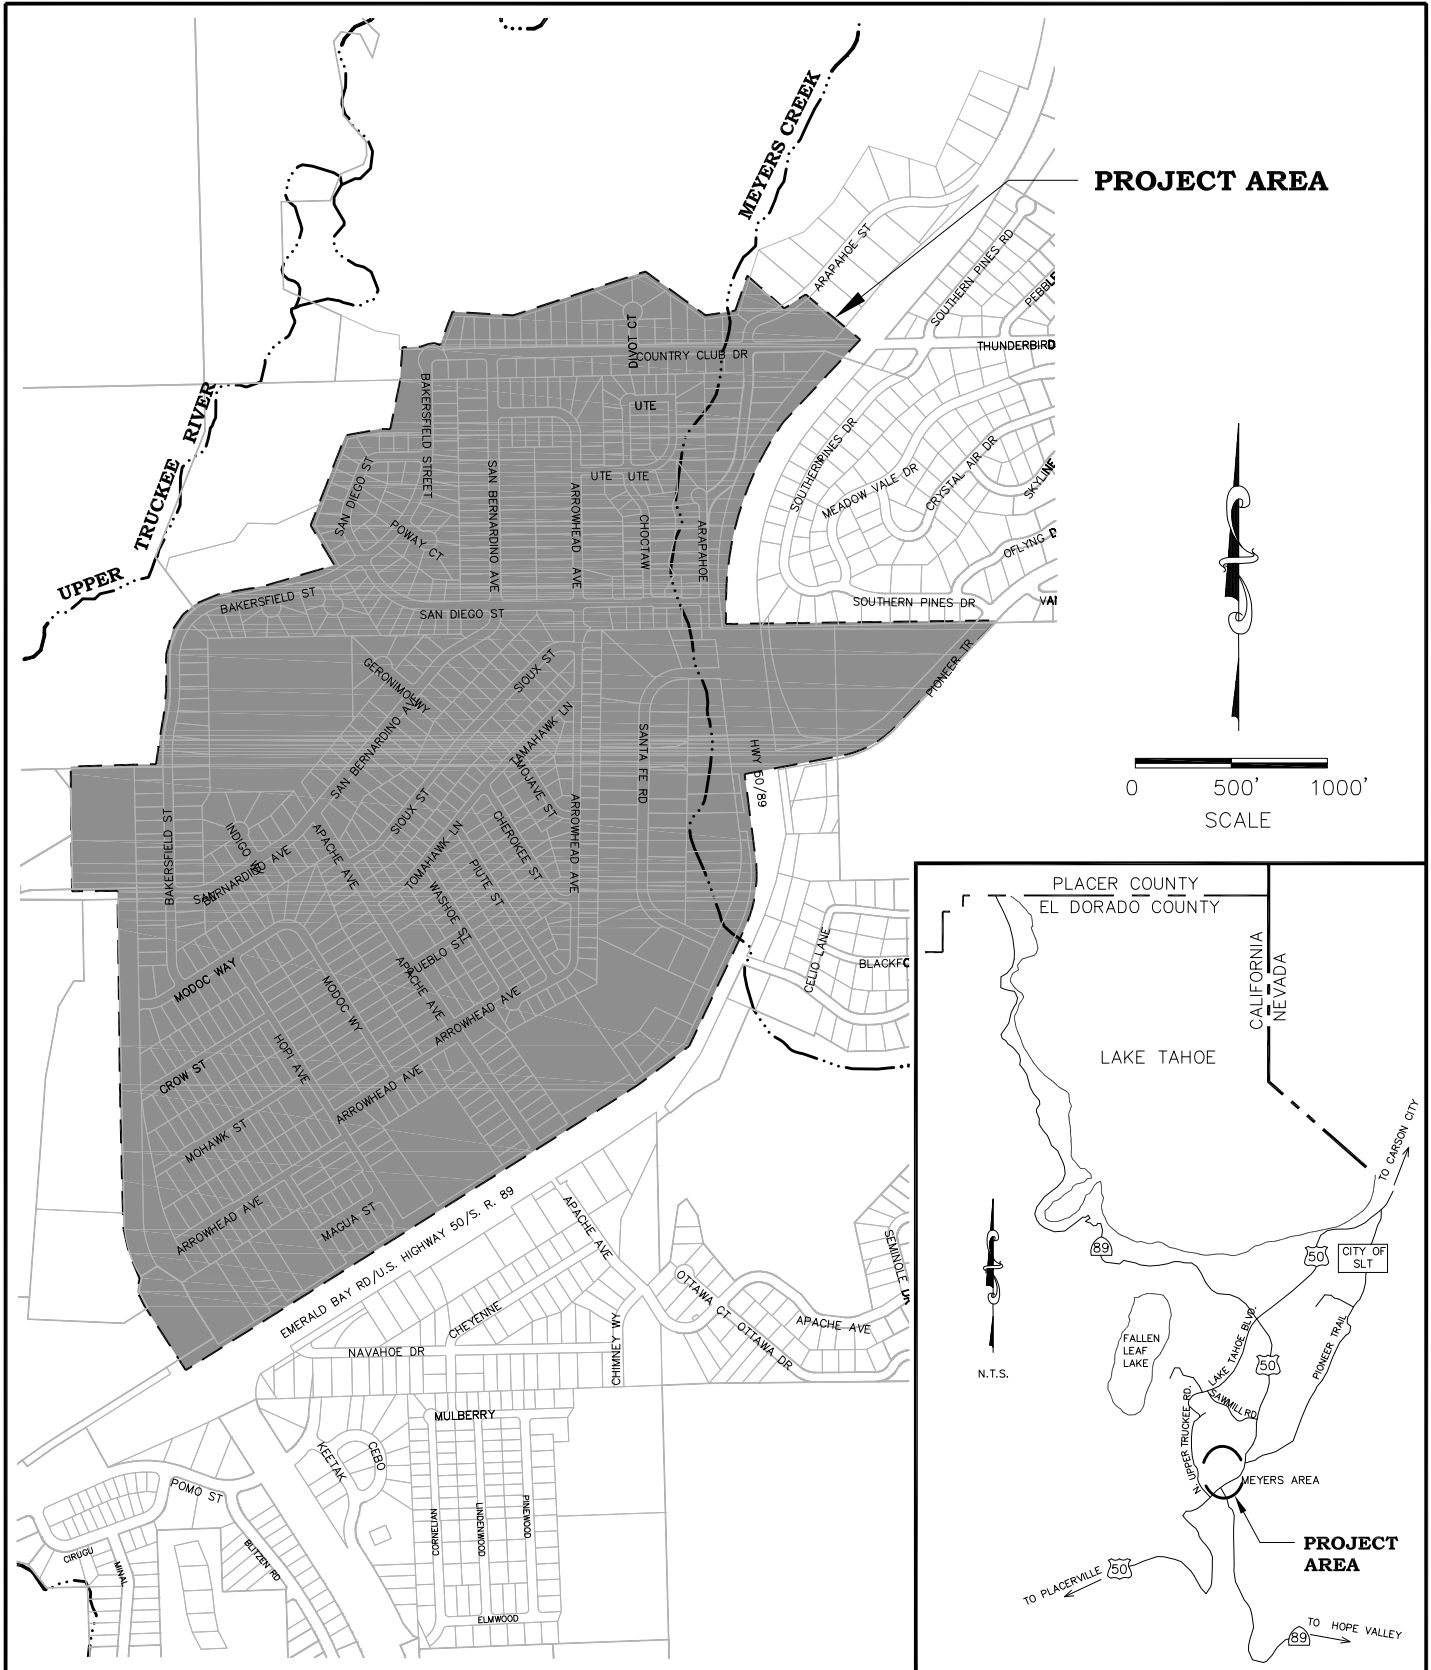 MEYERS CREEK
PROJECT AREA
ARAPAHOE ST
SOUTHERN PINES RD
PEBBLE
THUNDERBIRD
DIVOT CT
COUNTRY CLUB DR
BAKERSFIELD STREET
UTE
UPPER TRUCKEE RIVER
SOUTHERN PINES DR
MEADOW VALE DR
CRYSTAL AIR DR
SKYLINE
SAN DIEGO ST
POWAY CT
SAN BERNARDINO AVE
UTE UTE
ARROWHEAD AVE
CHOCTAW
ARAPAHOE
OFLYNG D
BAKERSFIELD ST
SAN DIEGO ST
SOUTHERN PINES DR
VAN
GERONIMO WY
SIOUX ST
PIONEER TR
SAN BERNARDINO AVE
TAMAHAWK LN
MOJAVE ST
SANTA FE RD
HWY 50/89
0 500' 1000'
SCALE
BAKERSFIELD ST
INDIGO
SAN BERNARDINO AVE
APACHE AVE
SIOUX ST
TOMAHAWK LN
CHEROKEE ST
PIUTE ST
WASHOE ST
ARROWHEAD AVE
PUEBLO ST
APACHE AVE
CELIO LANE
BLACKFO
MODOC WAY
MODOC WY
ARROWHEAD AVE
CROW ST
HOPI AVE
ARROWHEAD AVE
MOHAWK ST
ARROWHEAD AVE
MAGUA ST
EMERALD BAY RD/U.S. HIGHWAY 50/S. R. 89
APACHE AVE
SEMINOLE DR
OTTAWA CT
OTTAWA DR
APACHE AVE
CHEYENNE
NAVAHOE DR
CHIMNEY WY
MULBERRY
KEETAK
CEBO
POMO ST
CORNELIAN
LINDENWOOD
PINEWOOD
CIRUGU
MINAL
BLITZEN RD
ELMWOOD
PLACER COUNTY
EL DORADO COUNTY
CALIFORNIA
NEVADA
LAKE TAHOE
TO CARSON CITY
89
50
CITY OF
SLT
N.T.S.
FALLEN
LEAF
LAKE
LAKE TAHOE BLVD.
50
PIONEER TRAIL
SAWMILL RD
N. UPPER TRUCKEE RD.
MEYERS AREA
PROJECT
AREA
TO PLACERVILLE
50
TO HOPE VALLEY
89